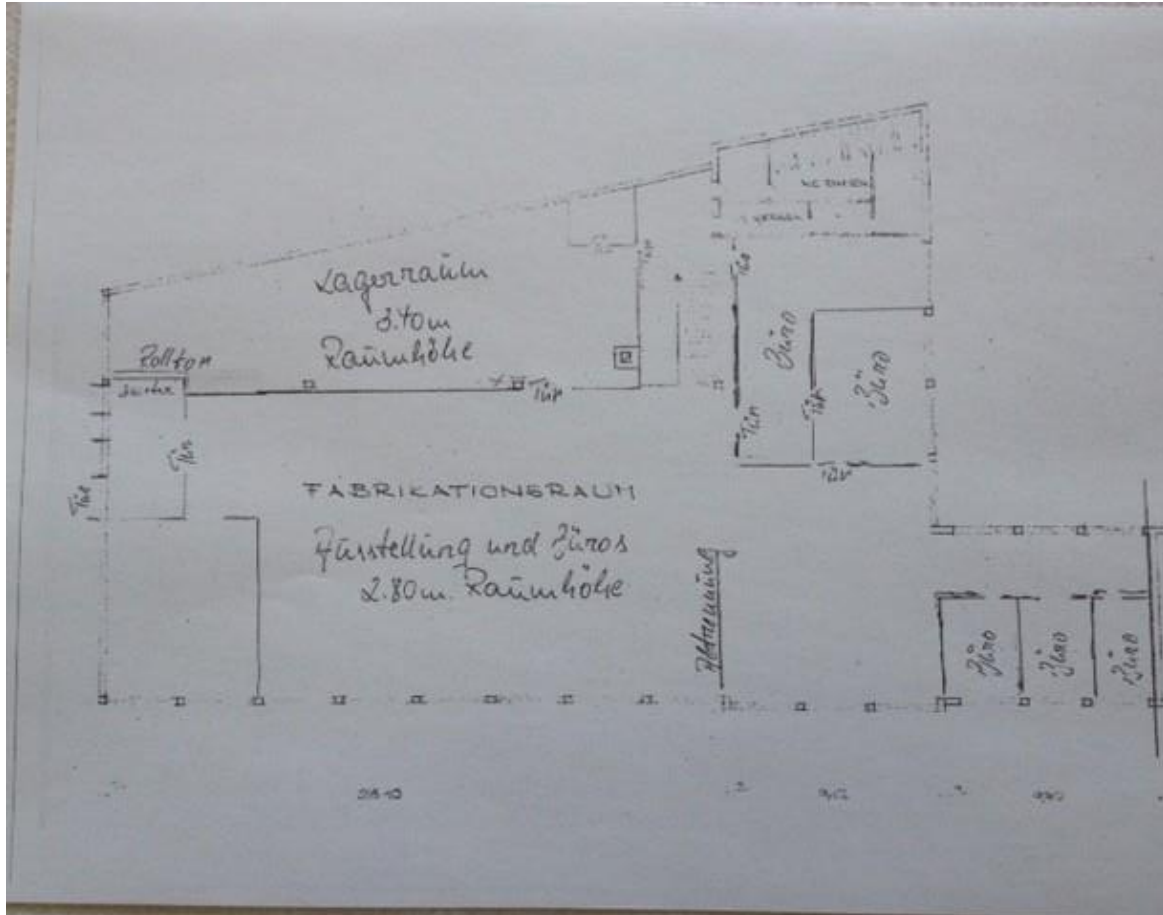 Lagerraum
3.40m
Raumhöhe
Rolltor
Tür
Tür
Tür
Tür
Tür
Büro
Tür
Büro
Tür
Tür
FABRIKATIONSRAUM
Ausstellung und Büros
2.80m. Raumhöhe
Abtrennung
Büro
Büro
Büro